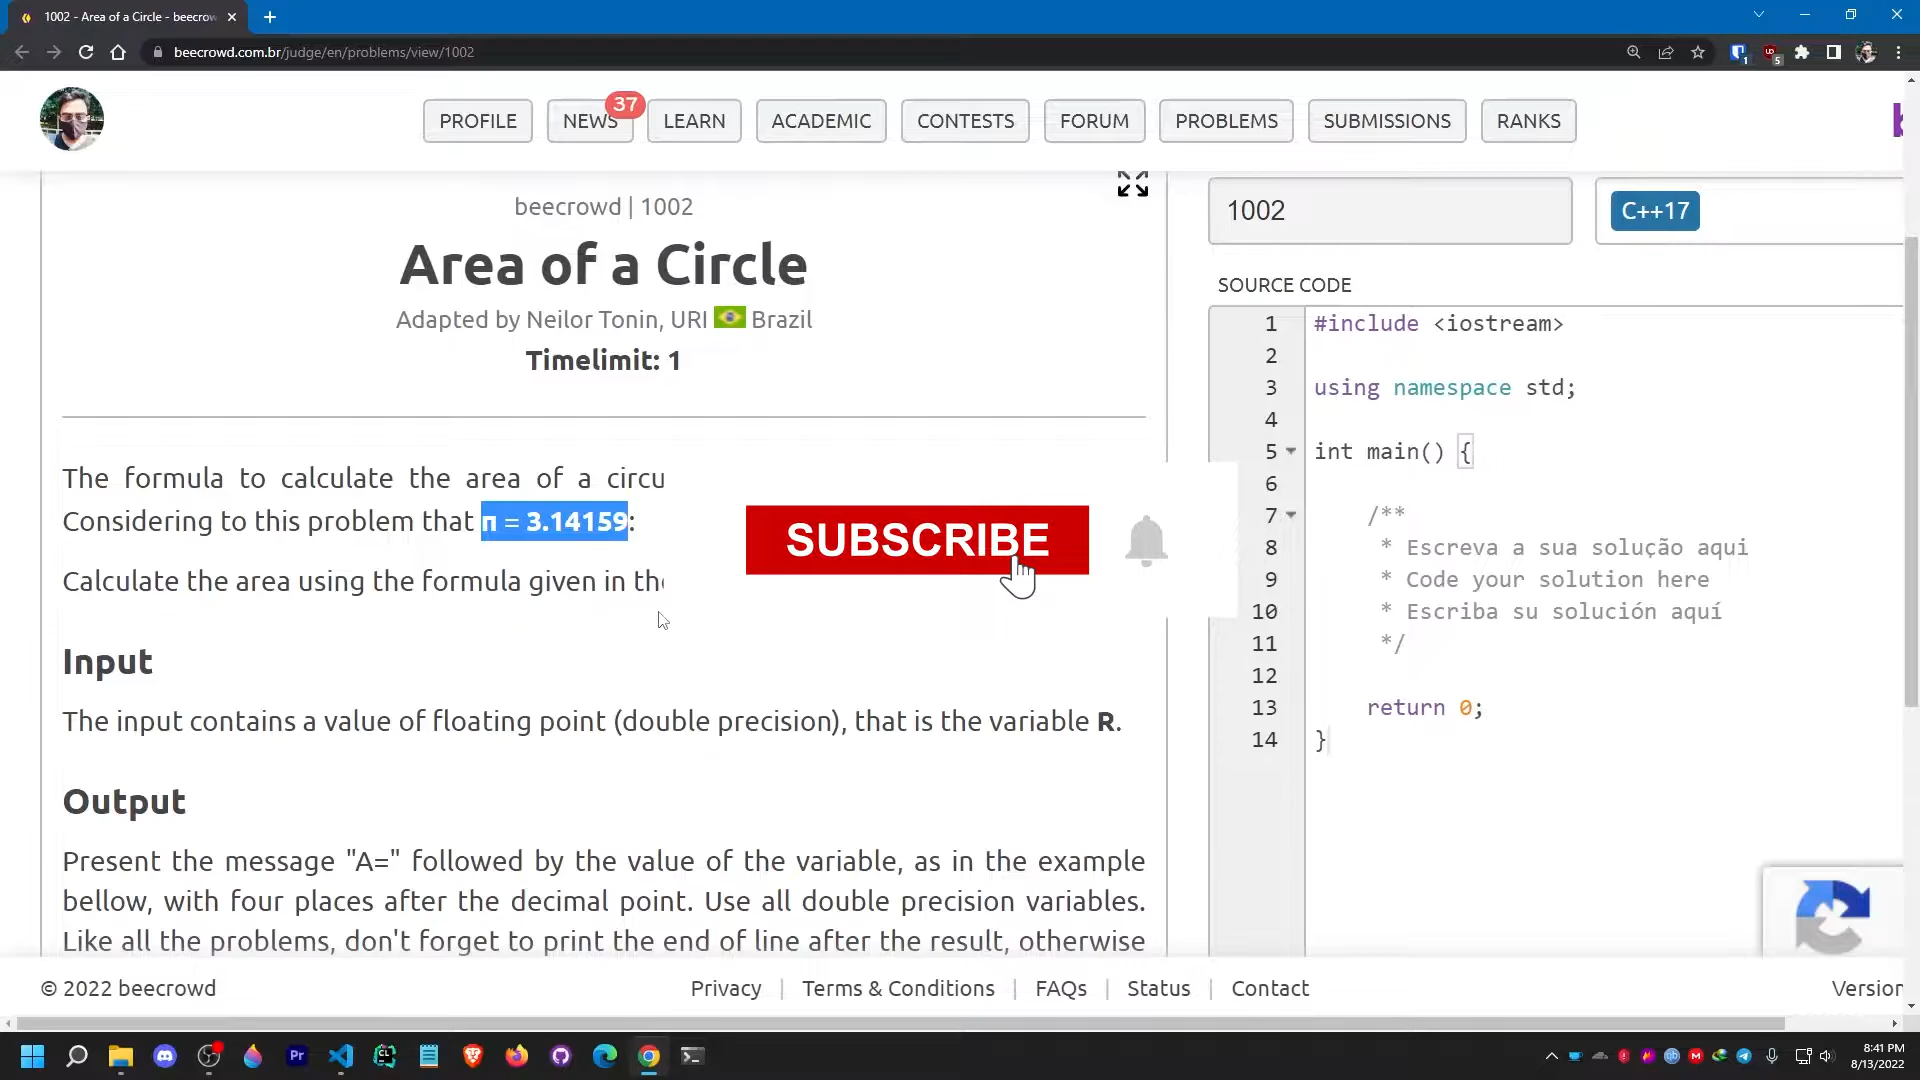 1002 - Area of a Circle - beecrow
beecrowd.com.br/judge/en/problems/view/1002
PROFILE
NEWS
37
LEARN
ACADEMIC
CONTESTS
FORUM
PROBLEMS
SUBMISSIONS
RANKS
beecrowd | 1002
Area of a Circle
Adapted by Neilor Tonin, URI Brazil
Timelimit: 1
The formula to calculate the area of a circu
Considering to this problem that π = 3.14159:
Calculate the area using the formula given in the
SUBSCRIBE
Input
The input contains a value of floating point (double precision), that is the variable R.
Output
Present the message "A=" followed by the value of the variable, as in the example
bellow, with four places after the decimal point. Use all double precision variables.
Like all the problems, don't forget to print the end of line after the result, otherwise
1002
C++17
SOURCE CODE
1 #include <iostream>
2
3 using namespace std;
4
5 int main() {
6
7 /**
8 * Escreva a sua solução aqui
9 * Code your solution here
10 * Escriba su solución aquí
11 */
12
13 return 0;
14 }
© 2022 beecrowd
Privacy | Terms & Conditions | FAQs | Status | Contact
Version
8:41 PM
8/13/2022